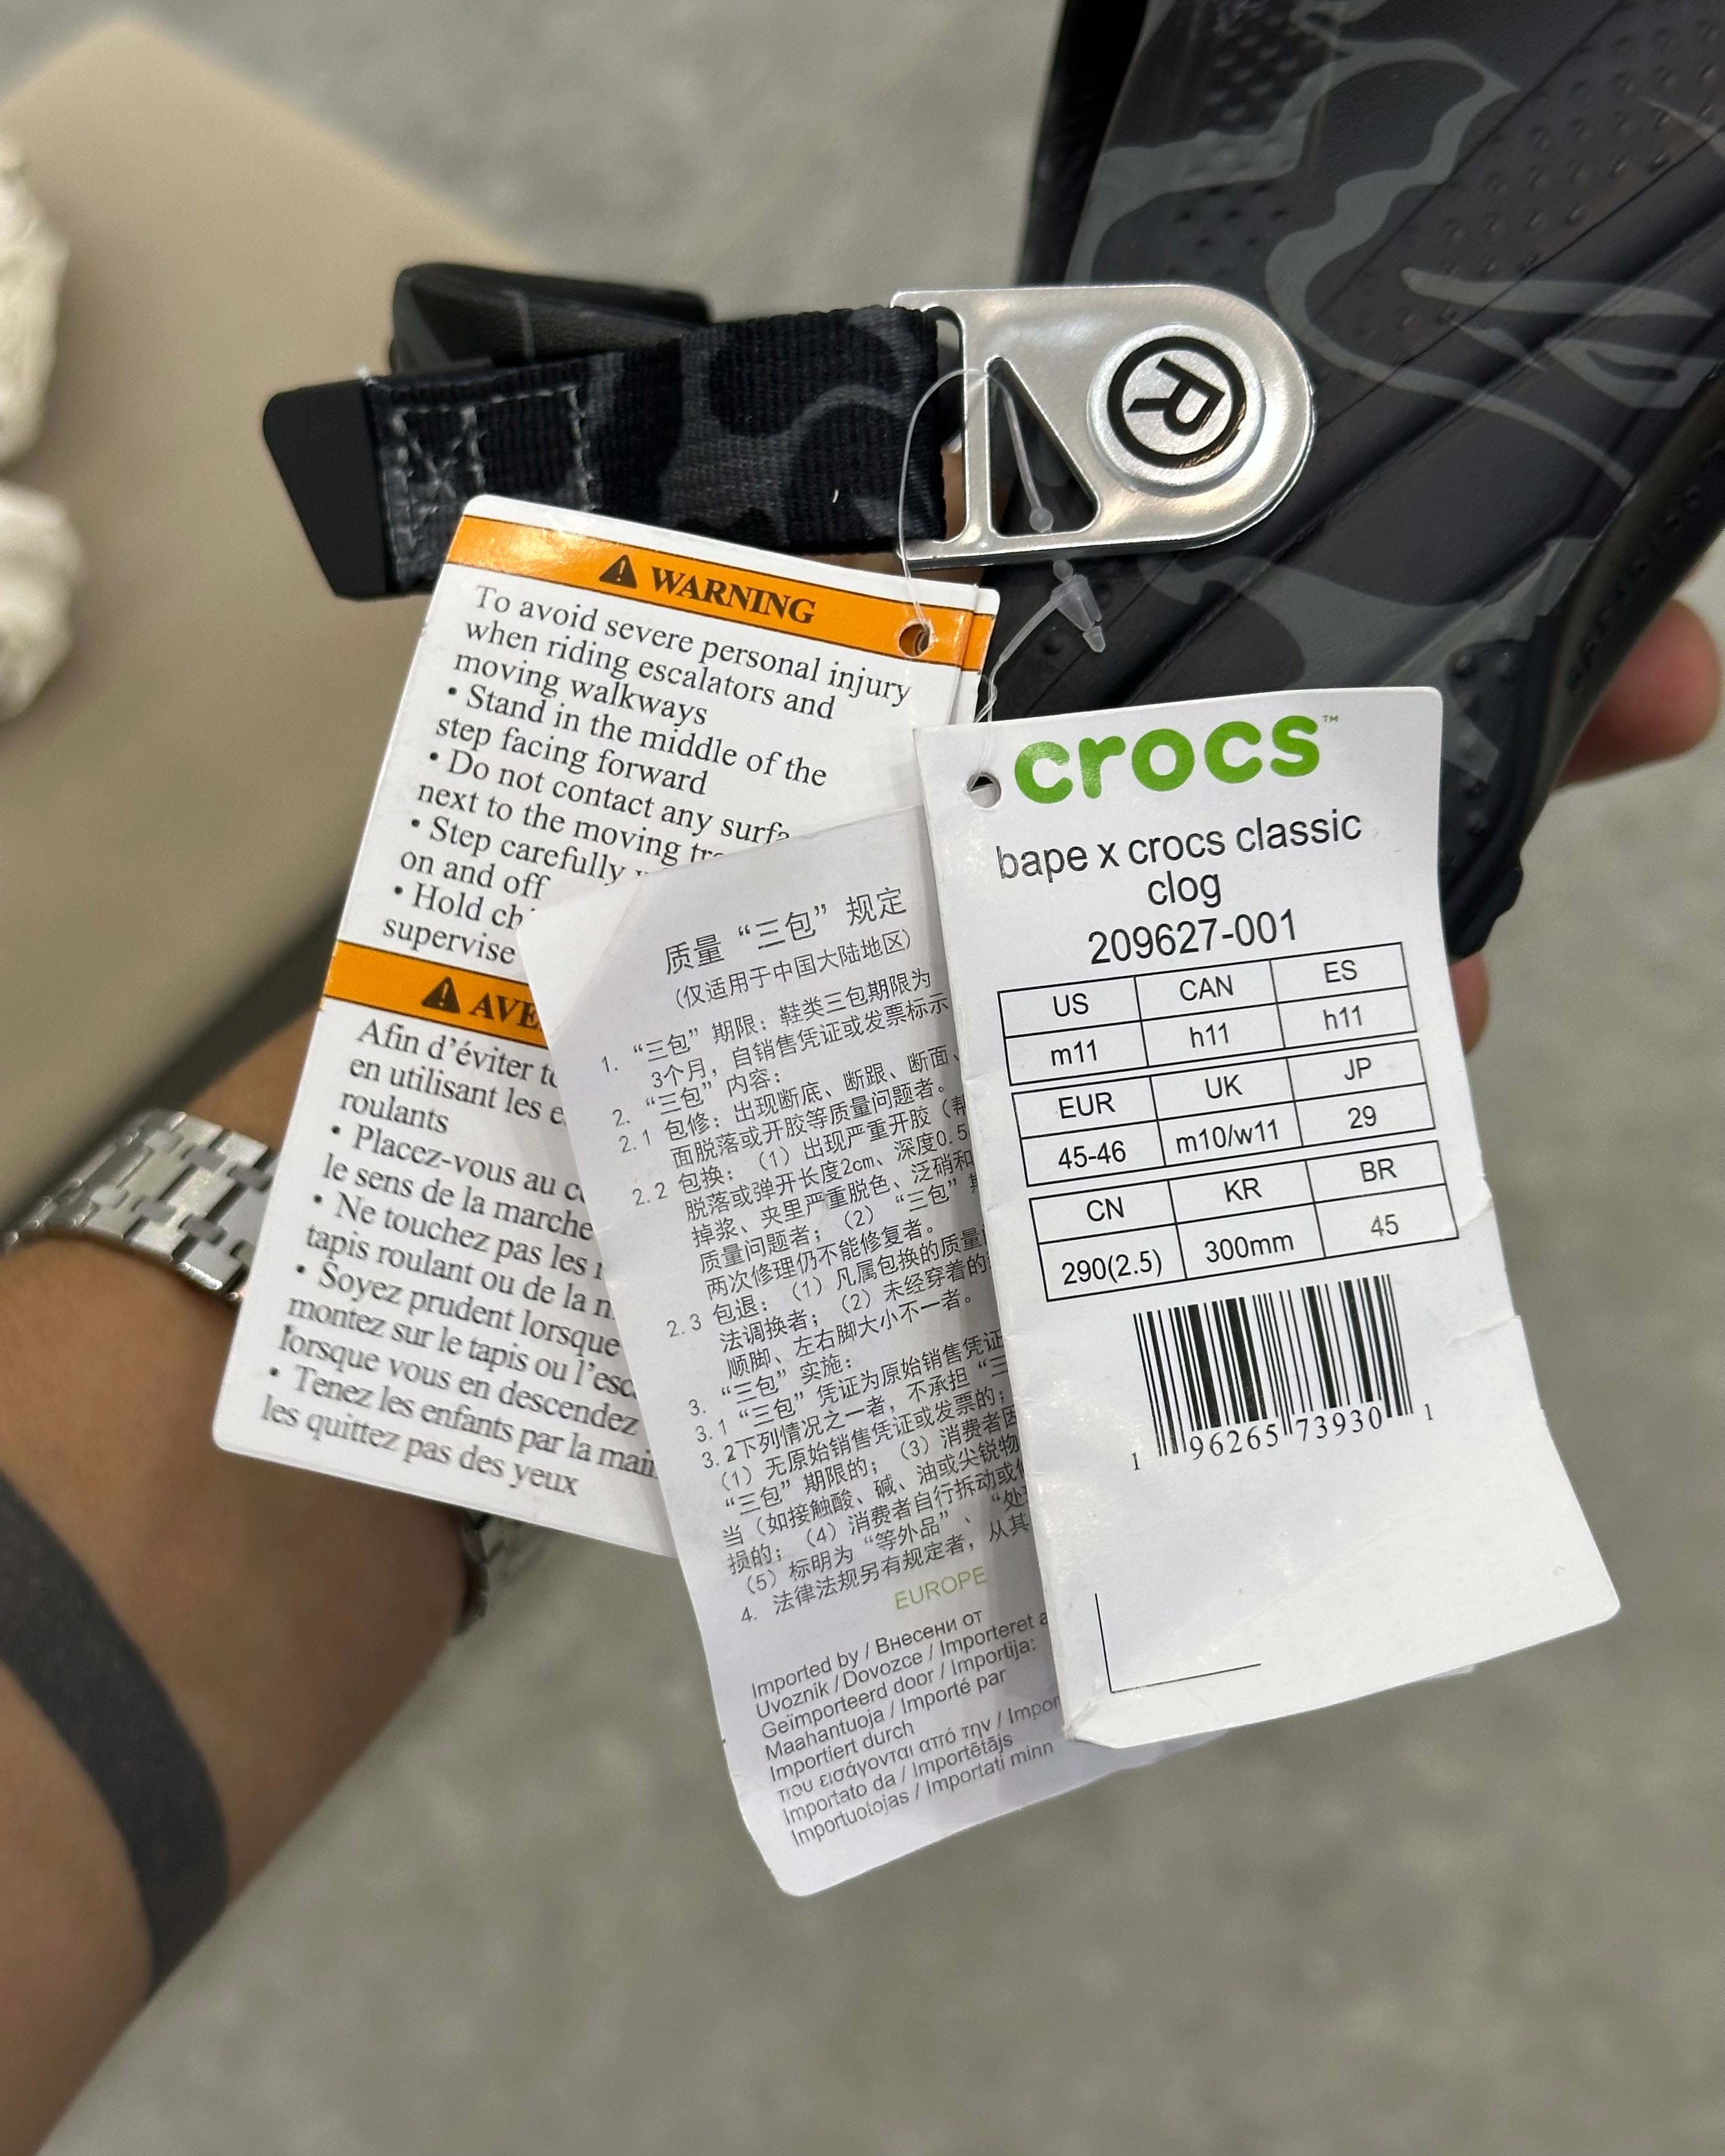 ®
⚠ WARNING
To avoid severe personal injury
when riding escalators and
moving walkways
• Stand in the middle of the
step facing forward
• Do not contact any
next to the moving
• Step carefully
on and off
• Hold
supervise
Afin d'éviter
en utilisant les
roulants
• Placez-vous au
le sens de la marche
• Ne touchez pas les
tapis roulant ou de la
• Soyez prudent lorsque
montez sur le tapis ou
lorsque vous en descendez
• Tenez les enfants par la main
les quittez pas des yeux
质量“三包”规定
(仅适用于中国大陆地区)
1. “三包”期限：鞋类三包期限为
3个月，自销售凭证或发票标示
2. “三包”内容：
2.1 包修：出现断底、断跟、断面、
面脱落或开胶等质量问题者。
2.2 包换：（1）出现严重开胶（
脱落或弹开长度2cm、深度0.5
掉浆、夹里严重脱色、泛硝和
质量问题者；（2）“三包”
两次修理仍不能修复者。
2.3 包退：（1）凡属包换的质量
法调换者；（2）未经穿着的
顺脚、左右脚大小不一者。
3. “三包”实施：
3.1 “三包”凭证为原始销售凭证
3.2下列情况之一者，不承担“三
（1）无原始销售凭证或发票的；
“三包”期限的；（3）消费者因
当（如接触酸、碱、油或尖锐物
损的；（4）消费者自行拆动或
（5）标明为“等外品”、“处
4. 法律法规另有规定者，从其
EUROPE
Imported by / Внесени от
Uvoznik / Dovozce / Importeret
Geïmporteerd door / Importija:
Maahantuoja / Importé par
Importiert durch
που εισάγονται από την /
Importato da / Importētājs
Importuotojas / Importati minn
crocs™
bape x crocs classic
clog
209627-001
US CAN ES
m11 h11 h11
EUR UK JP
45-46 m10/w11 29
CN KR BR
290(2.5) 300mm 45
1 96265 73930 1